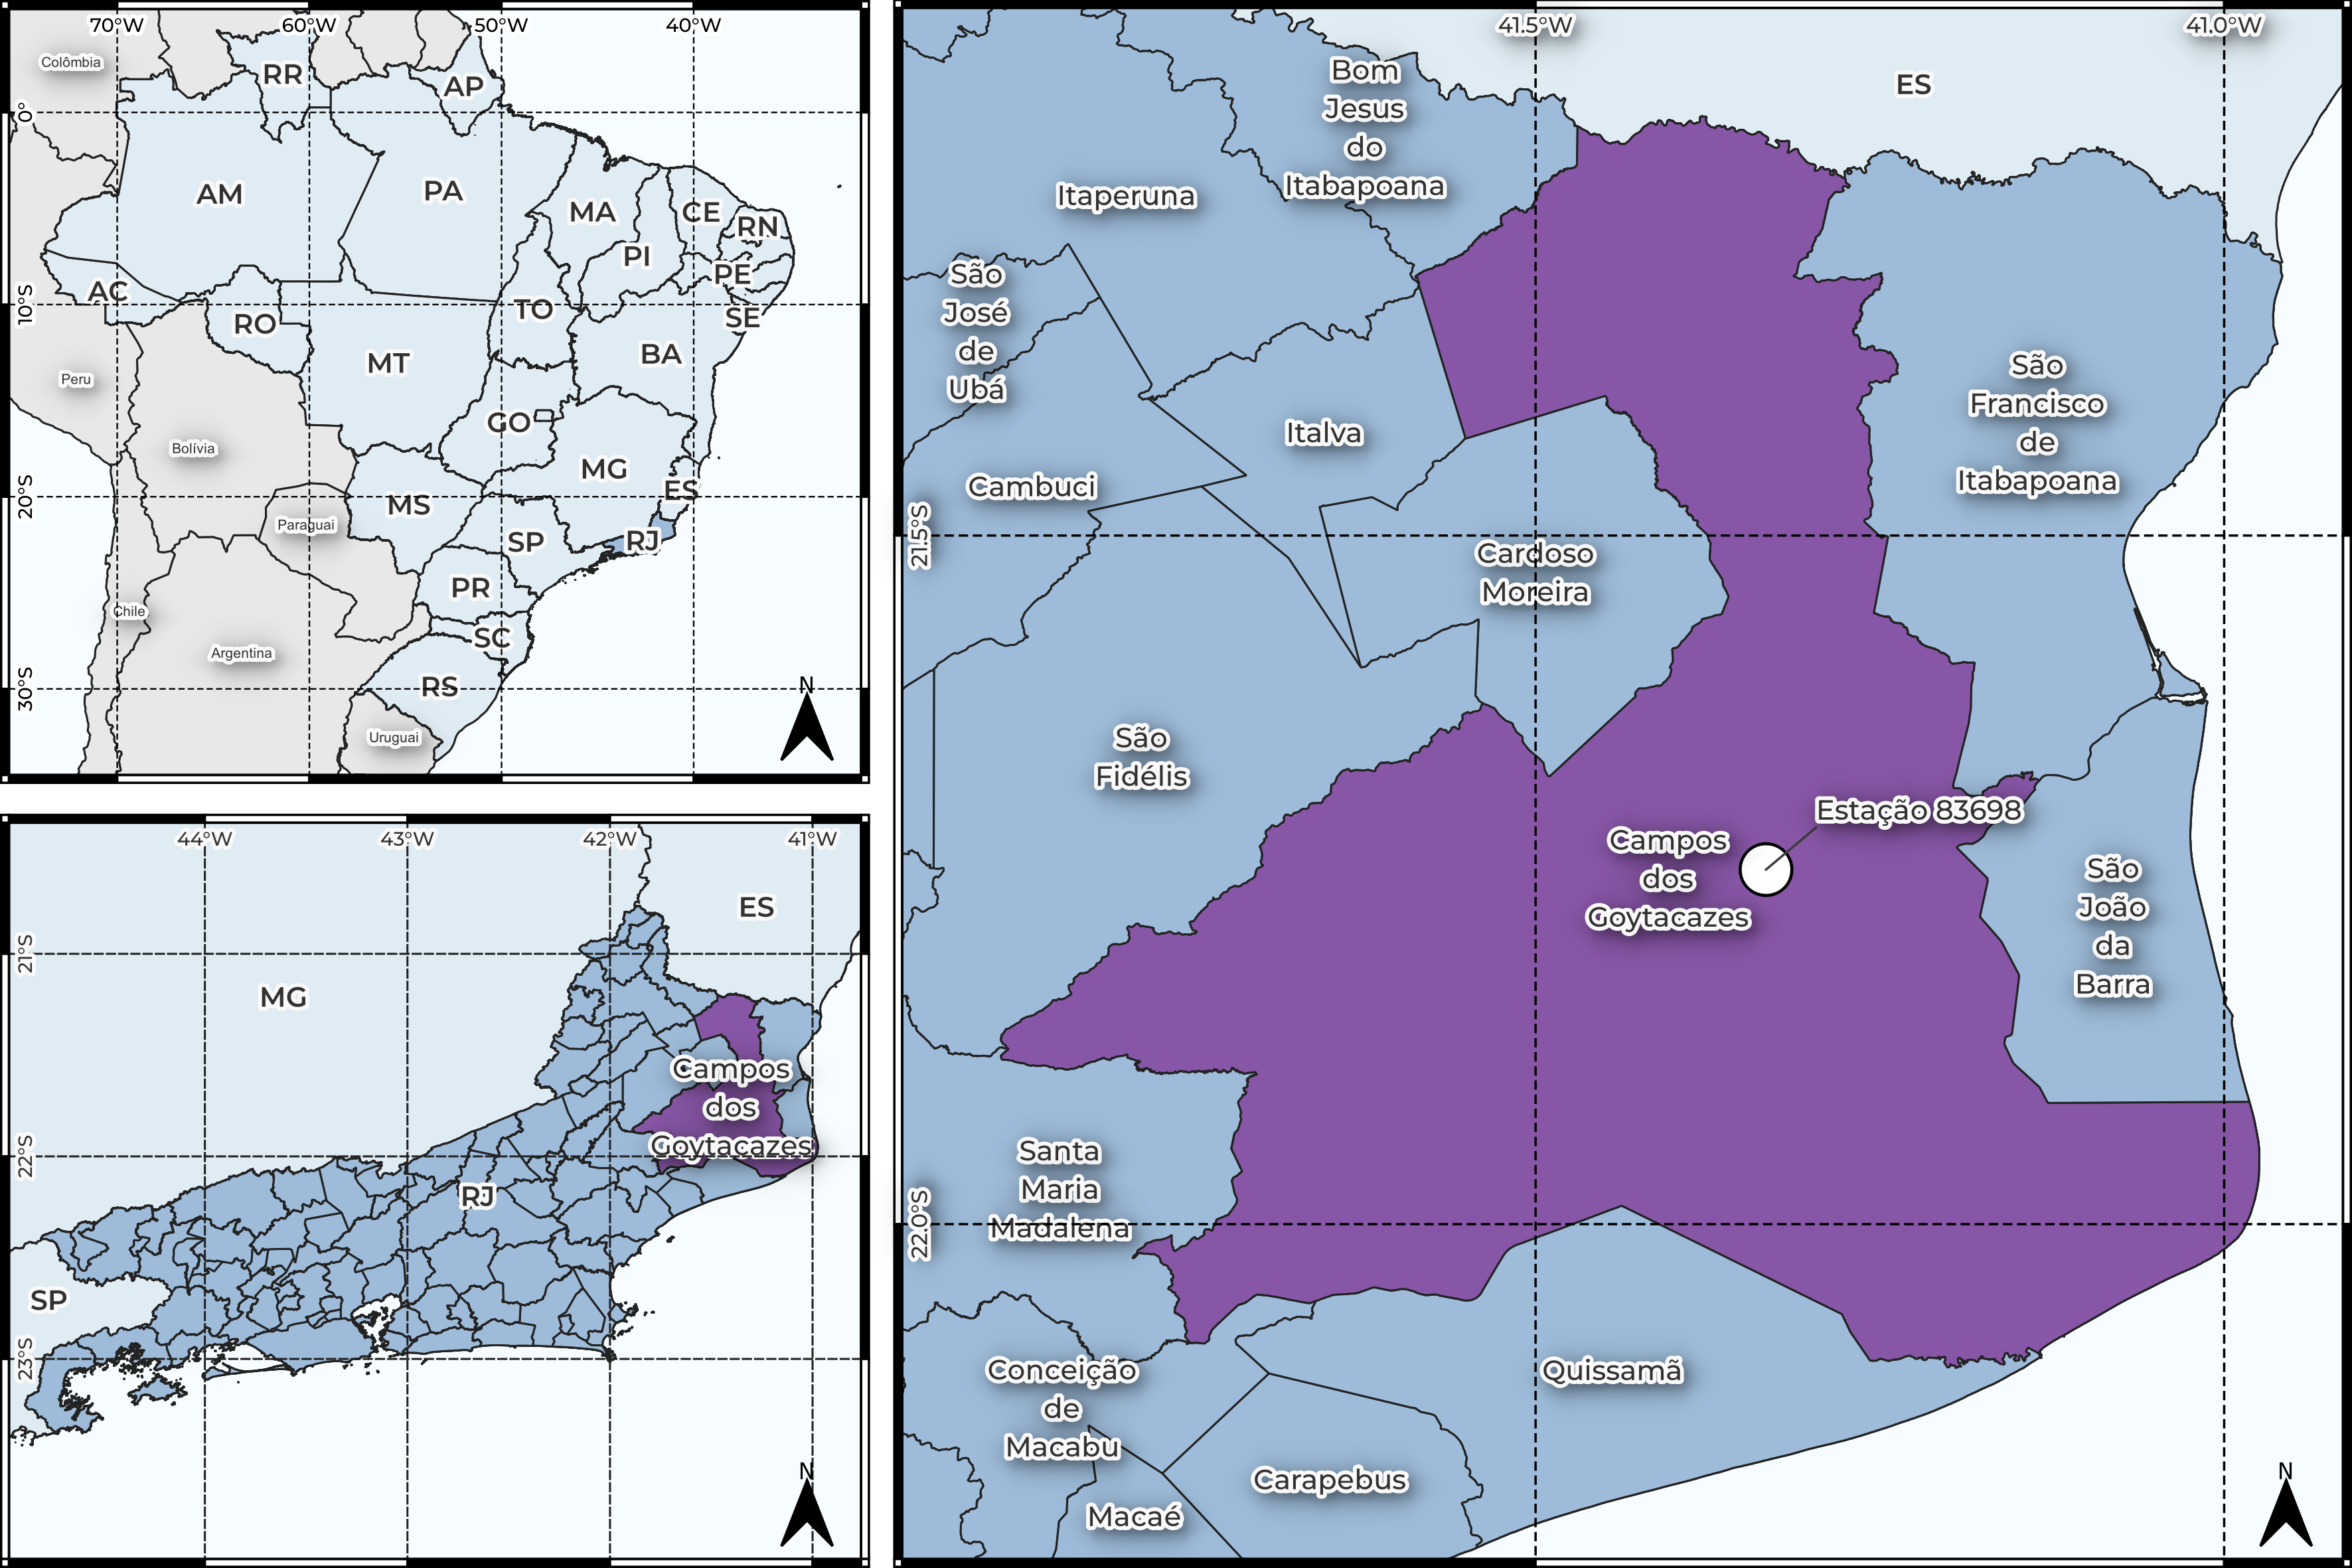 70°W
60°W
50°W
40°W
Colômbia
RR
AP
0°
AM
PA
MA
CE
RN
PI
PE
AC
10°S
TO
SE
RO
BA
MT
Peru
GO
Bolívia
MG
20°S
ES
MS
Paraguai
SP
RJ
PR
Chile
SC
Argentina
RS
30°S
N
Uruguai
44°W
43°W
42°W
41°W
ES
21°S
MG
Campos
dos
Goytacazes
22°S
RJ
SP
23°S
N
41.5°W
41.0°W
ES
Bom
Jesus
do
Itabapoana
Itaperuna
São
José
de
Ubá
São
Francisco
de
Itabapoana
Italva
Cambuci
21.5°S
Cardoso
Moreira
São
Fidélis
Estação 83698
Campos
dos
Goytacazes
São
João
da
Barra
Santa
Maria
Madalena
22.0°S
Conceição
de
Macabu
Quissamã
Carapebus
Macaé
N